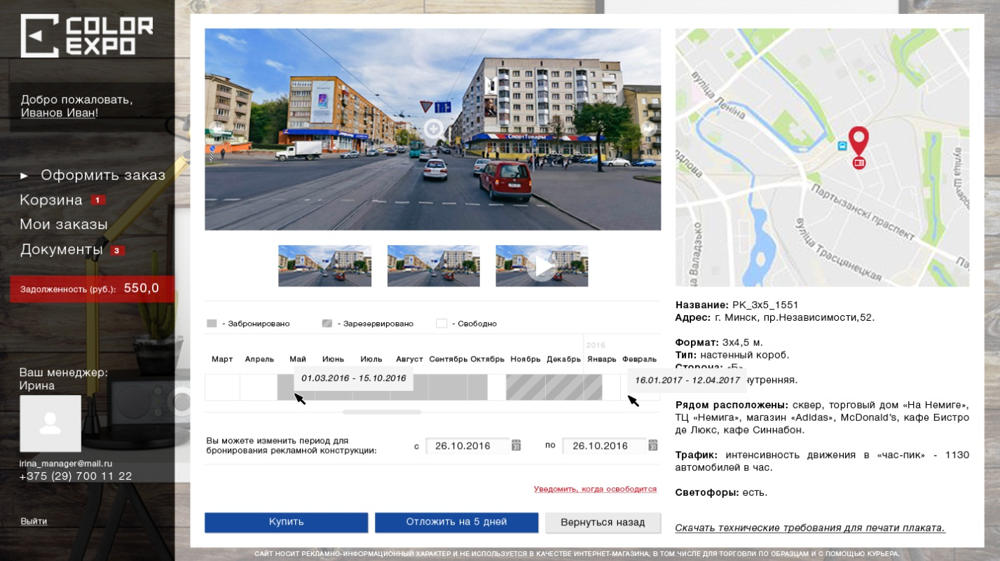 COLOR
EXPO
Добро пожаловать,
Иванов Иван!
Оформить заказ
Корзина 1
Мои заказы
Документы 3
Задолженность (руб.): 550,0
Ваш менеджер:
Ирина
irina_manager@mail.ru
+375 (29) 700 11 22
Выйти
СпортТовары
- Забронировано - Зарезервировано - Свободно
2016
Март Апрель Май Июнь Июль Август Сентябрь Октябрь Ноябрь Декабрь Январь Февраль
01.03.2016 - 15.10.2016
16.01.2017 - 12.04.2017
Вы можете изменить период для
бронирования рекламной конструкции:
с 26.10.2016 31 по 26.10.2016 31
Уведомить, когда освободится
Купить Отложить на 5 дней Вернуться назад
вуліца Леніна
Партызанскі праспект
вуліца Трасцянецкая
ца Валадзько
Название: РК_3х5_1551
Адрес: г. Минск, пр.Независимости,52.
Формат: 3х4,5 м.
Тип: настенный короб.
Сторона: «Б»
нутренняя.
Рядом расположены: сквер, торговый дом «На Немиге»,
ТЦ «Немига», магазин «Adidas», McDonald's, кафе Бистро
де Люкс, кафе Синнабон.
Трафик: интенсивность движения в «час-пик» - 1130
автомобилей в час.
Светофоры: есть.
Скачать технические требования для печати плаката.
САЙТ НОСИТ РЕКЛАМНО-ИНФОРМАЦИОННЫЙ ХАРАКТЕР И НЕ ИСПОЛЬЗУЕТСЯ В КАЧЕСТВЕ ИНТЕРНЕТ-МАГАЗИНА, В ТОМ ЧИСЛЕ ДЛЯ ТОРГОВЛИ ПО ОБРАЗЦАМ И С ПОМОЩЬЮ КУРЬЕРА.